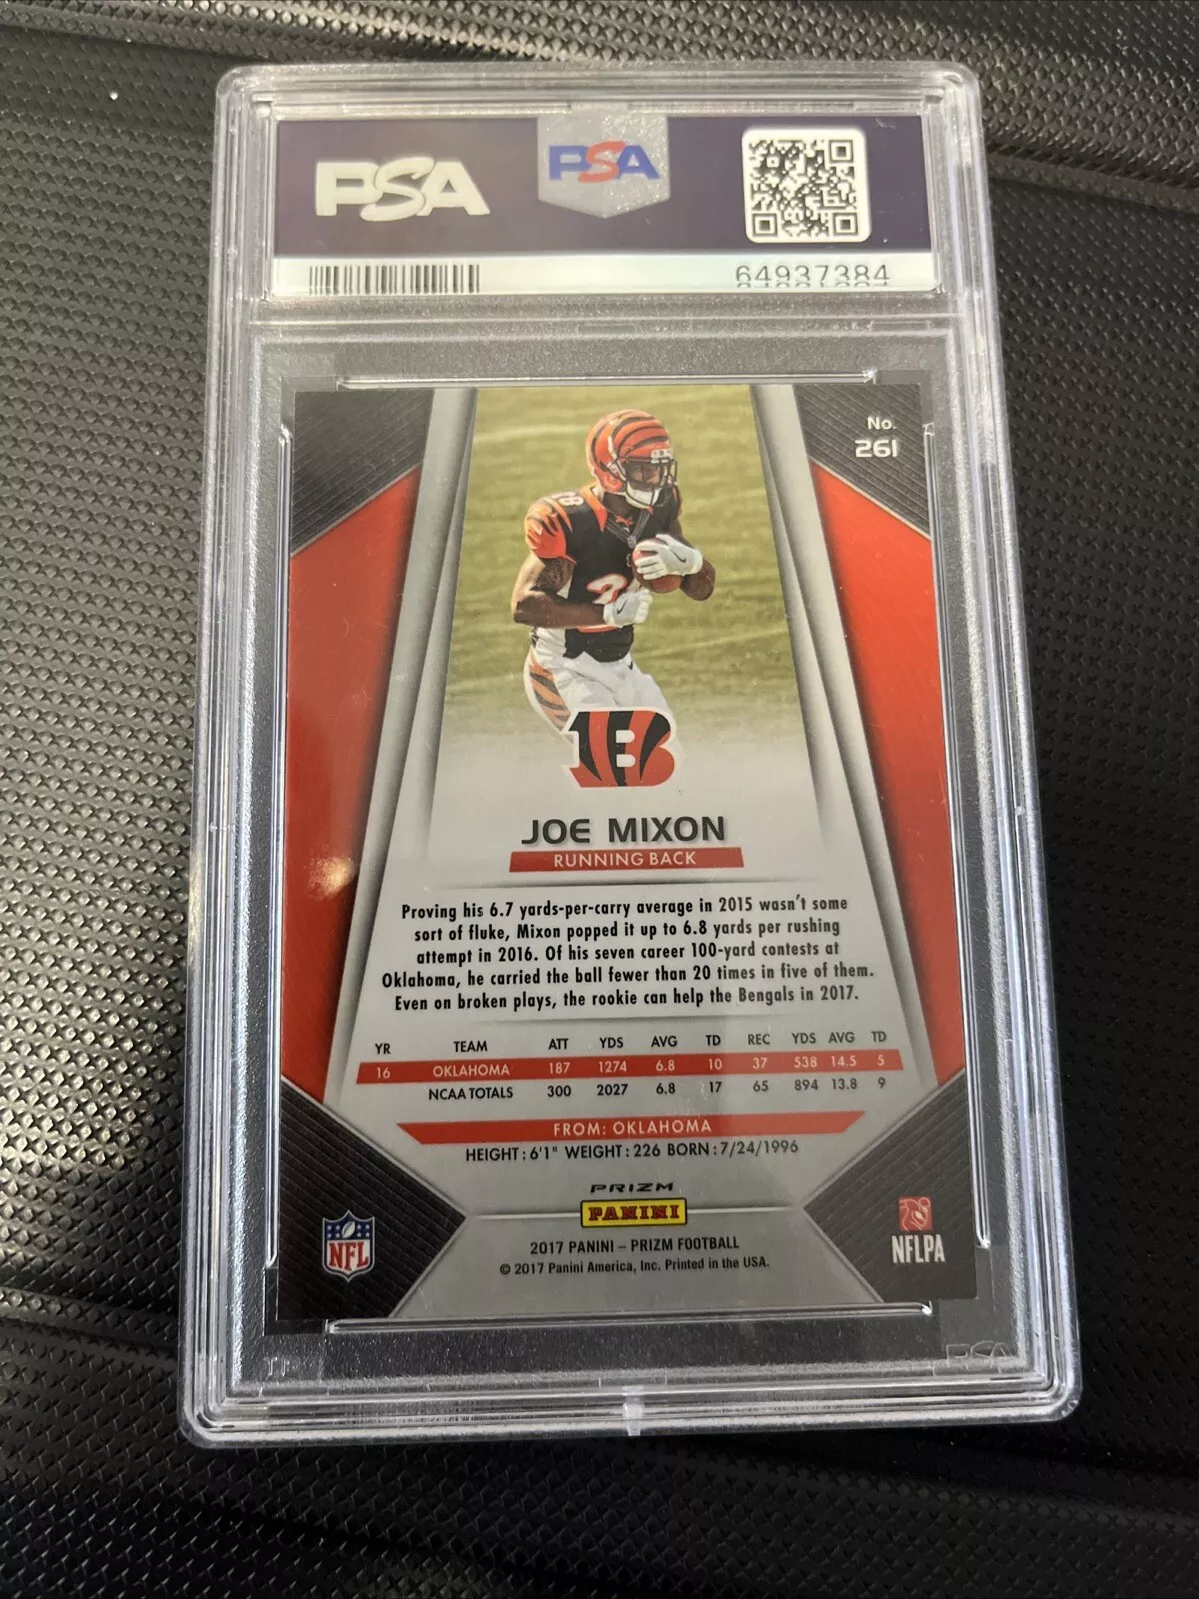 PSA
PSA
64937384
No.
261
28
2
B
JOE MIXON
RUNNING BACK
Proving his 6.7 yards-per-carry average in 2015 wasn't some
sort of fluke, Mixon popped it up to 6.8 yards per rushing
attempt in 2016. Of his seven career 100-yard contests at
Oklahoma, he carried the ball fewer than 20 times in five of them.
Even on broken plays, the rookie can help the Bengals in 2017.
YR TEAM ATT YDS AVG TD REC YDS AVG TD
16 OKLAHOMA 187 1274 6.8 10 37 538 14.5 5
NCAA TOTALS 300 2027 6.8 17 65 894 13.8 9
FROM: OKLAHOMA
HEIGHT: 6'1" WEIGHT: 226 BORN: 7/24/1996
PRIZM
PANINI
NFL
NFLPA
2017 PANINI – PRIZM FOOTBALL
© 2017 Panini America, Inc. Printed in the USA.
PSA